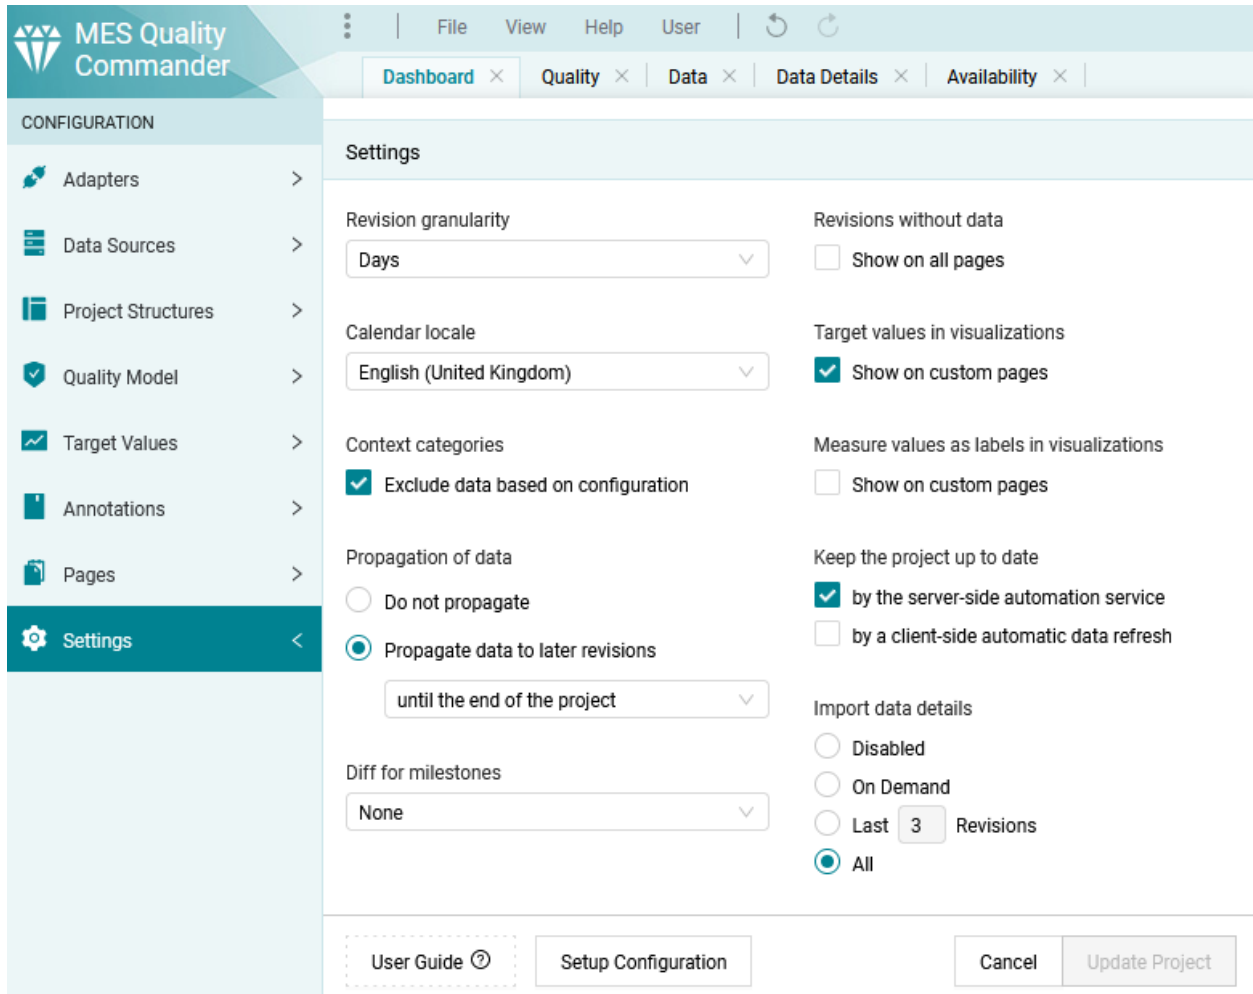 MES Quality
Commander
File View Help User
Dashboard Quality Data Data Details Availability
CONFIGURATION
Adapters
Data Sources
Project Structures
Quality Model
Target Values
Annotations
Pages
Settings
Settings
Revision granularity
Days
Calendar locale
English (United Kingdom)
Context categories
Exclude data based on configuration
Propagation of data
Do not propagate
Propagate data to later revisions
until the end of the project
Diff for milestones
None
Revisions without data
Show on all pages
Target values in visualizations
Show on custom pages
Measure values as labels in visualizations
Show on custom pages
Keep the project up to date
by the server-side automation service
by a client-side automatic data refresh
Import data details
Disabled
On Demand
Last 3 Revisions
All
User Guide Setup Configuration Cancel Update Project